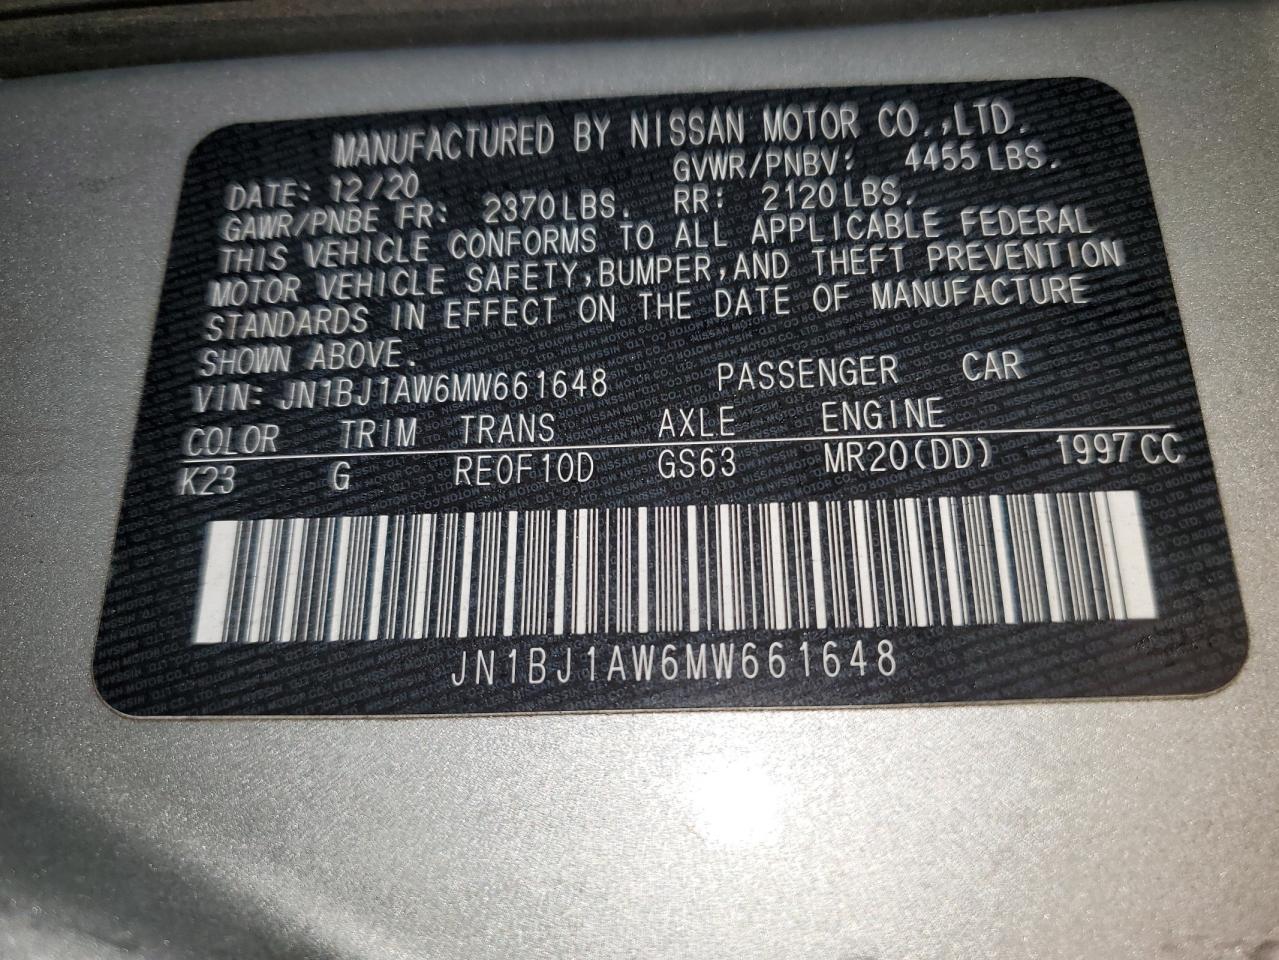 MANUFACTURED BY NISSAN MOTOR CO.,LTD.
DATE: 12/20 GVWR/PNBV: 4455 LBS.
GAWR/PNBE FR: 2370LBS. RR: 2120LBS.
THIS VEHICLE CONFORMS TO ALL APPLICABLE FEDERAL
MOTOR VEHICLE SAFETY,BUMPER,AND THEFT PREVENTION
STANDARDS IN EFFECT ON THE DATE OF MANUFACTURE
SHOWN ABOVE.
VIN: JN1BJ1AW6MW661648 PASSENGER CAR
COLOR TRIM TRANS AXLE ENGINE
K23 G RE0F10D GS63 MR20(DD) 1997CC
JN1BJ1AW6MW661648